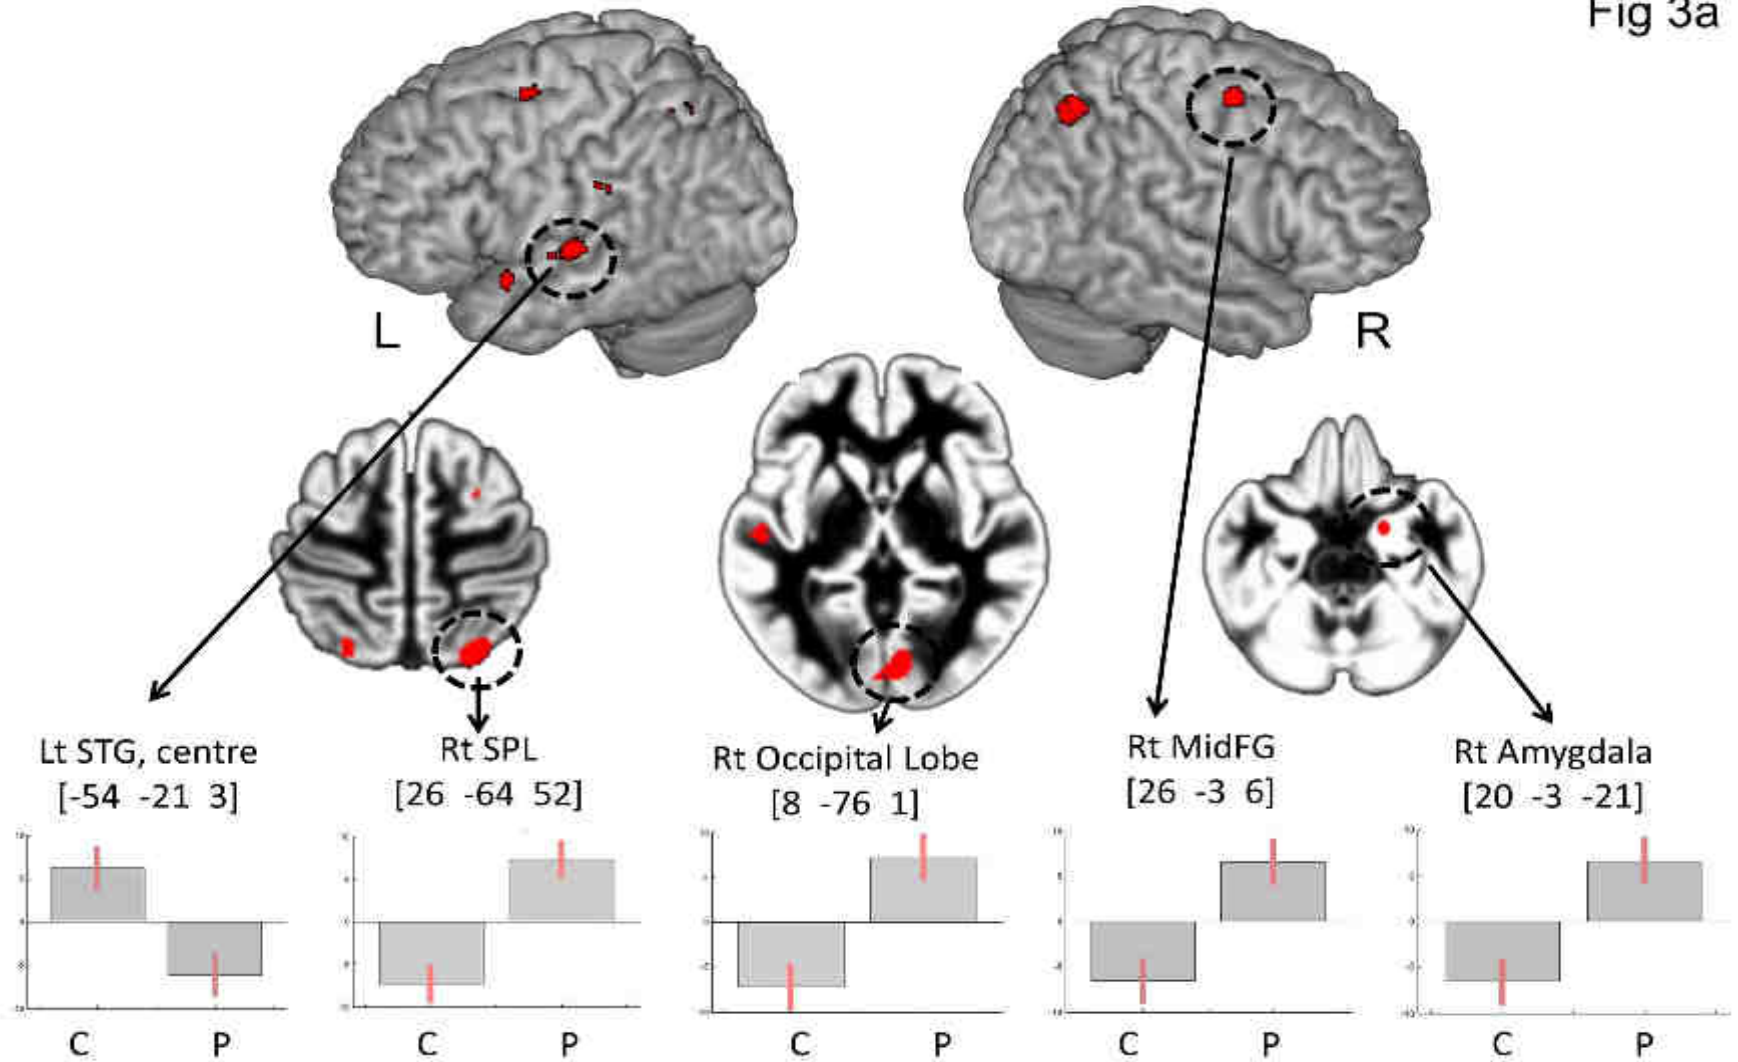 Fig 3a
L
R
Lt STG, centre
[-54 -21 3]
Rt SPL
[26 -64 52]
Rt Occipital Lobe
[8 -76 1]
Rt MidFG
[26 -3 6]
Rt Amygdala
[20 -3 -21]
C P
C P
C P
C P
C P